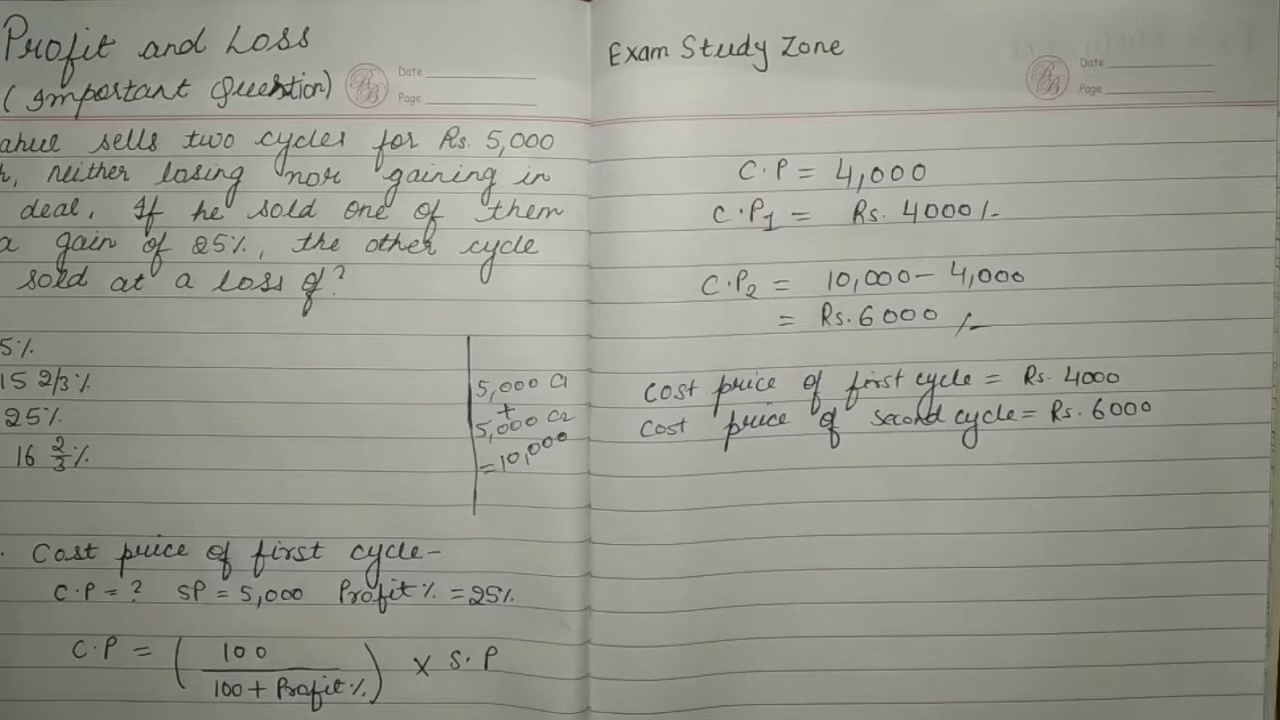 Profit and Loss
(Important Question)
Date
Page
ahul sells two cycles for Rs. 5,000
h, neither losing nor gaining in
deal. If he sold one of them
a gain of 25%, the other cycle
sold at a loss of?
5%
15 2/3%
25%
16 2/3%
5,000 C1
+
5,000 C2
=10,000
. Cost price of first cycle-
C.P = ? SP = 5,000 Profit% = 25%
C.P = (100 / 100 + Profit%) × S.P
Exam Study Zone
Date
Page
C.P = 4,000
C.P1 = Rs. 4000/-
C.P2 = 10,000 - 4,000
= Rs. 6000/-
Cost price of first cycle = Rs. 4000
Cost price of second cycle = Rs. 6000